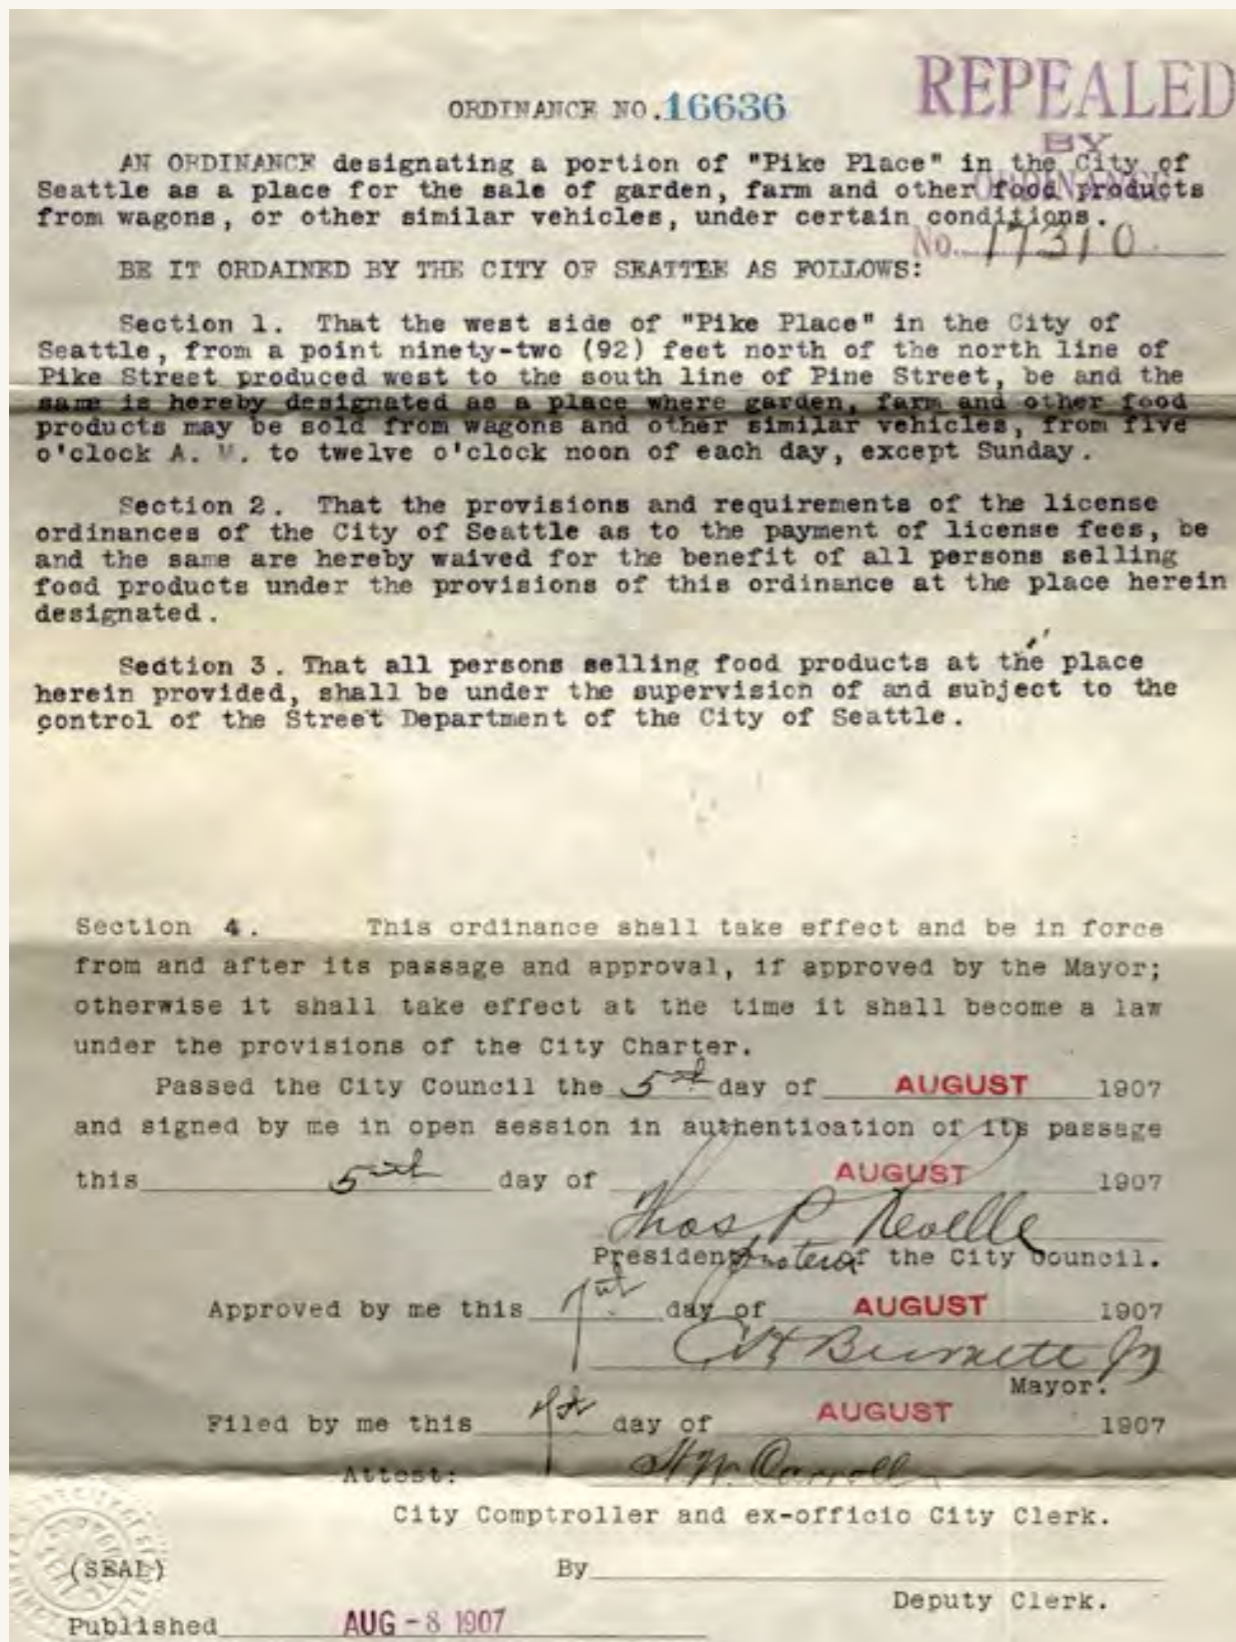 REPEALED
BY
ORDINANCE
No. 17310.
ORDINANCE NO. 16636
AN ORDINANCE designating a portion of "Pike Place" in the City of
Seattle as a place for the sale of garden, farm and other food products
from wagons, or other similar vehicles, under certain conditions.
BE IT ORDAINED BY THE CITY OF SEATTLE AS FOLLOWS:
Section 1. That the west side of "Pike Place" in the City of
Seattle, from a point ninety-two (92) feet north of the north line of
Pike Street produced west to the south line of Pine Street, be and the
same is hereby designated as a place where garden, farm and other food
products may be sold from wagons and other similar vehicles, from five
o'clock A. M. to twelve o'clock noon of each day, except Sunday.
Section 2. That the provisions and requirements of the license
ordinances of the City of Seattle as to the payment of license fees, be
and the same are hereby waived for the benefit of all persons selling
food products under the provisions of this ordinance at the place herein
designated.
Sedtion 3. That all persons selling food products at the place
herein provided, shall be under the supervision of and subject to the
control of the Street Department of the City of Seattle.
Section 4. This ordinance shall take effect and be in force
from and after its passage and approval, if approved by the Mayor;
otherwise it shall take effect at the time it shall become a law
under the provisions of the City Charter.
Passed the City Council the 5th day of AUGUST 1907
and signed by me in open session in authentication of its passage
this 5th day of AUGUST 1907
Thos P. Revelle
President protem of the City Council.
Approved by me this 7th day of AUGUST 1907
Mayor.
Filed by me this 7th day of AUGUST 1907
Attest: H W Carroll
City Comptroller and ex-officio City Clerk.
(SEAL) By
Deputy Clerk.
Published AUG - 8 1907